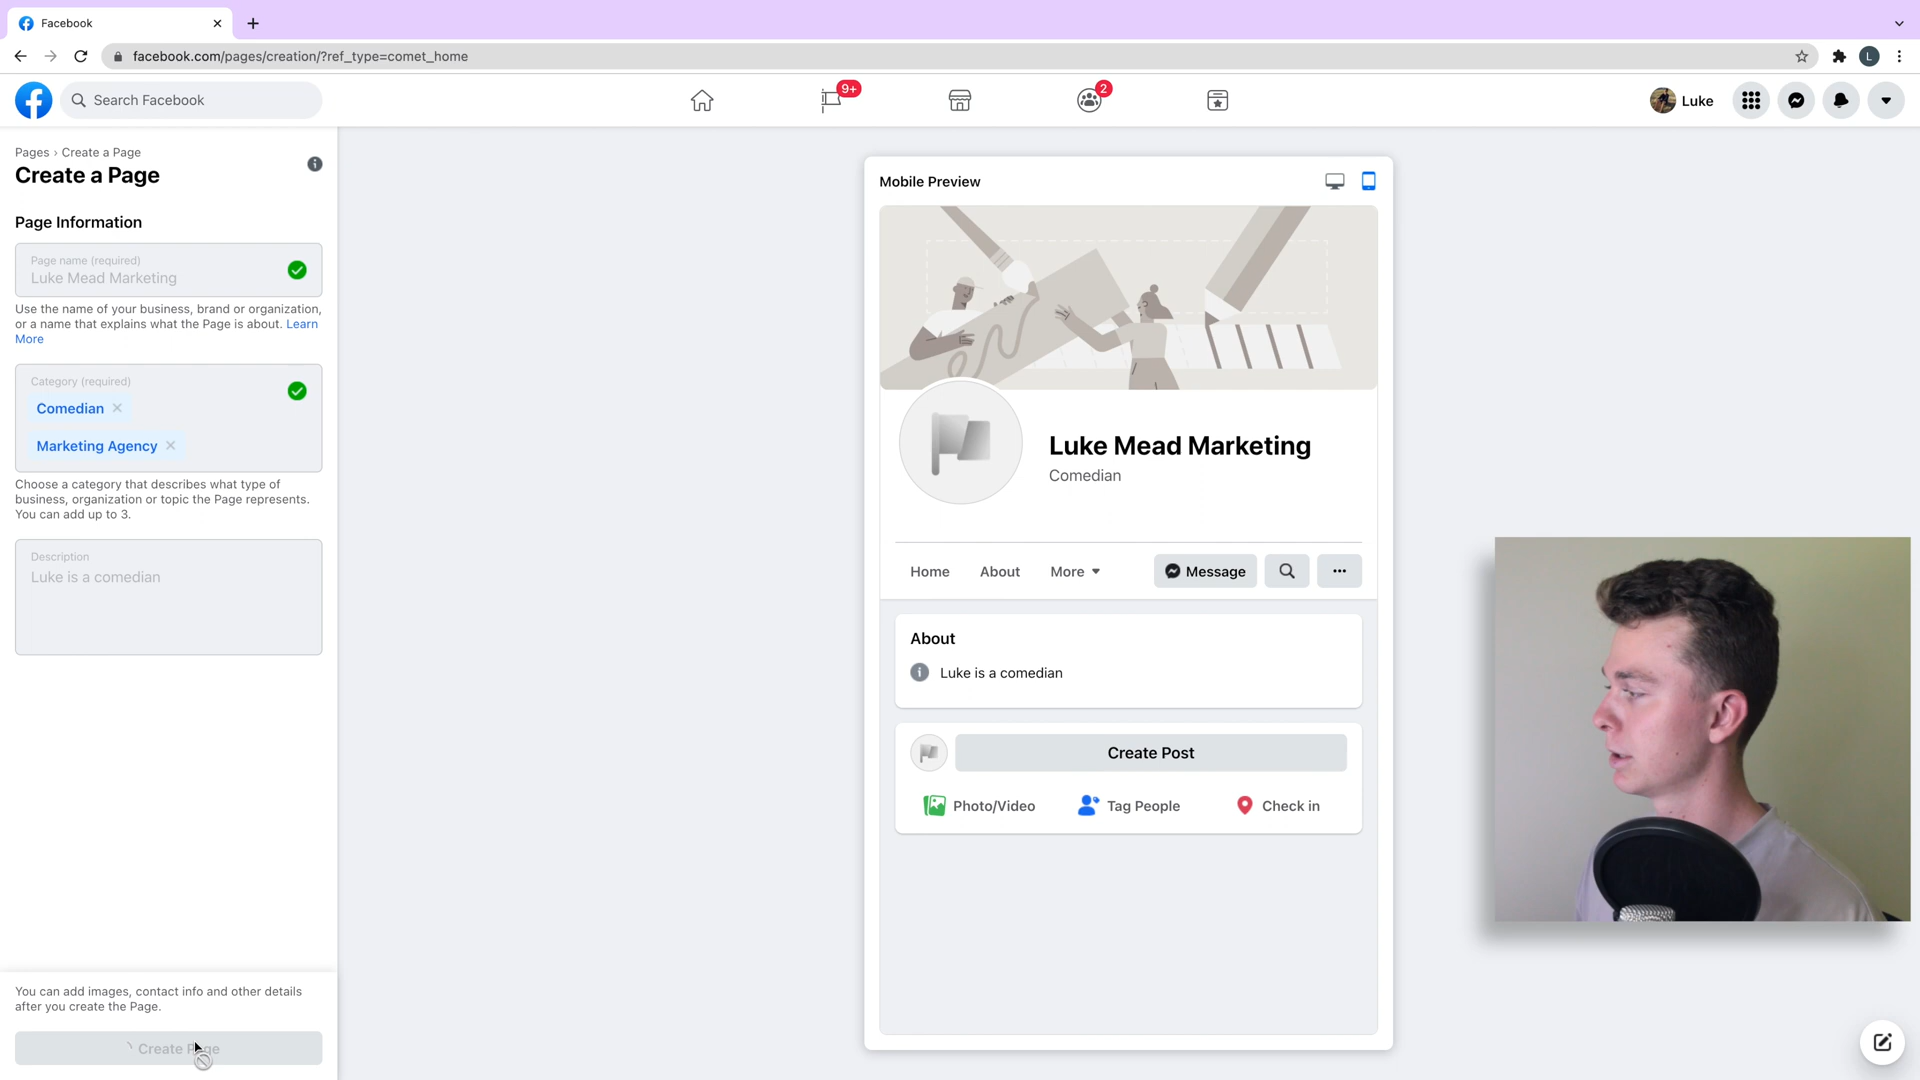 Facebook
facebook.com/pages/creation/?ref_type=comet_home
L
Search Facebook
9+
2
Luke
Pages › Create a Page
Create a Page
Page Information
Page name (required)
Luke Mead Marketing
Use the name of your business, brand or organization,
or a name that explains what the Page is about. Learn
More
Category (required)
Comedian
Marketing Agency
Choose a category that describes what type of
business, organization or topic the Page represents.
You can add up to 3.
Description
Luke is a comedian
You can add images, contact info and other details
after you create the Page.
Create Page
Mobile Preview
Luke Mead Marketing
Comedian
Home About More Message
About
Luke is a comedian
Create Post
Photo/Video Tag People Check in